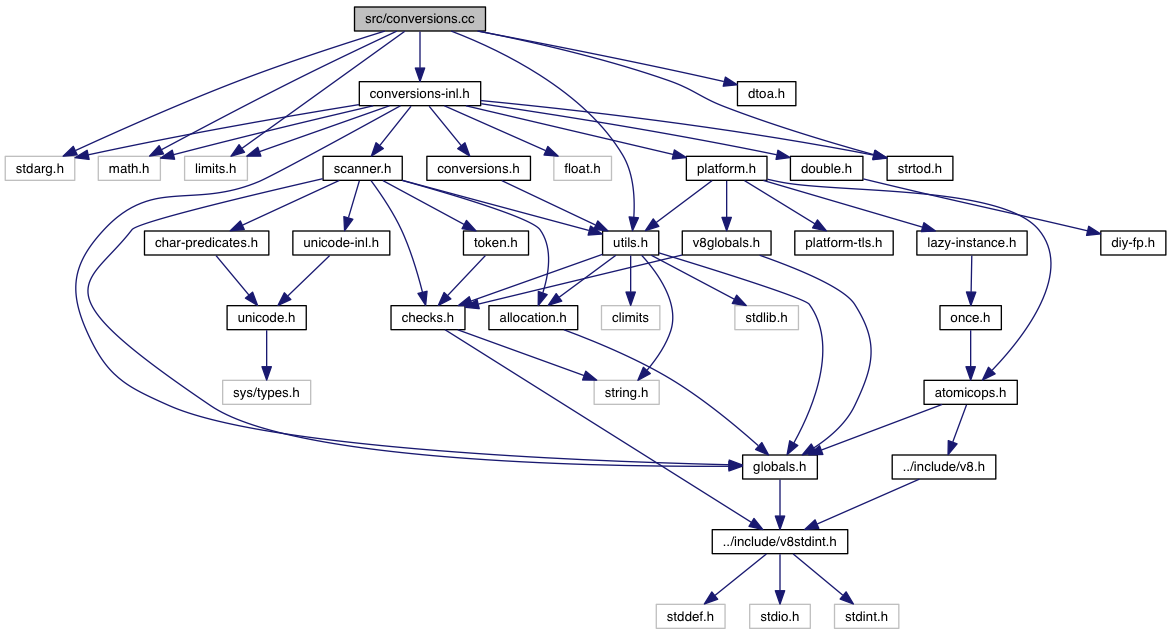 src/conversions.cc
conversions-inl.h
dtoa.h
stdarg.h
math.h
limits.h
scanner.h
conversions.h
float.h
platform.h
double.h
strtod.h
char-predicates.h
unicode-inl.h
token.h
utils.h
v8globals.h
platform-tls.h
lazy-instance.h
diy-fp.h
unicode.h
checks.h
allocation.h
climits
stdlib.h
once.h
sys/types.h
string.h
atomicops.h
globals.h
../include/v8.h
../include/v8stdint.h
stddef.h
stdio.h
stdint.h